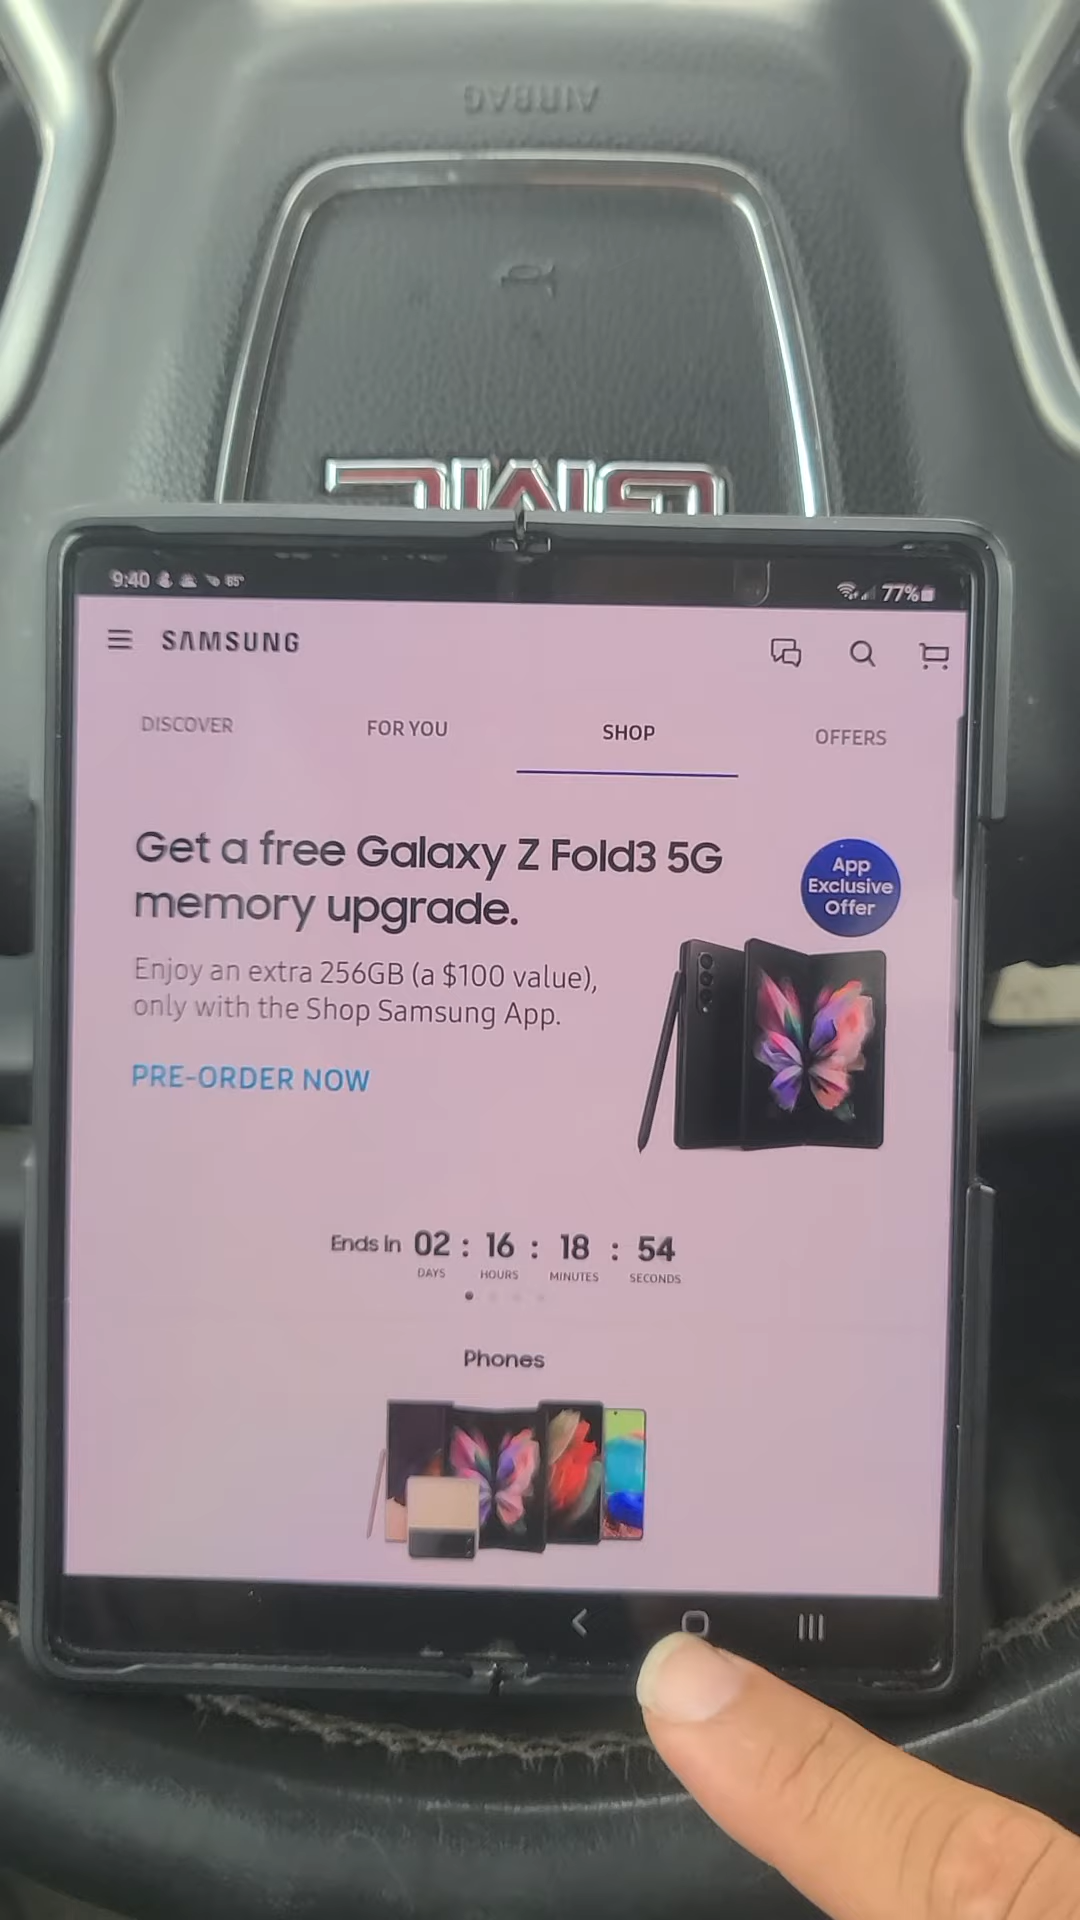 AIRBAG
GMC
9:40 85° 77%
SAMSUNG
DISCOVER FOR YOU SHOP OFFERS
Get a free Galaxy Z Fold3 5G
memory upgrade.
App
Exclusive
Offer
Enjoy an extra 256GB (a $100 value),
only with the Shop Samsung App.
PRE-ORDER NOW
Ends in 02 : 16 : 18 : 54
DAYS HOURS MINUTES SECONDS
Phones